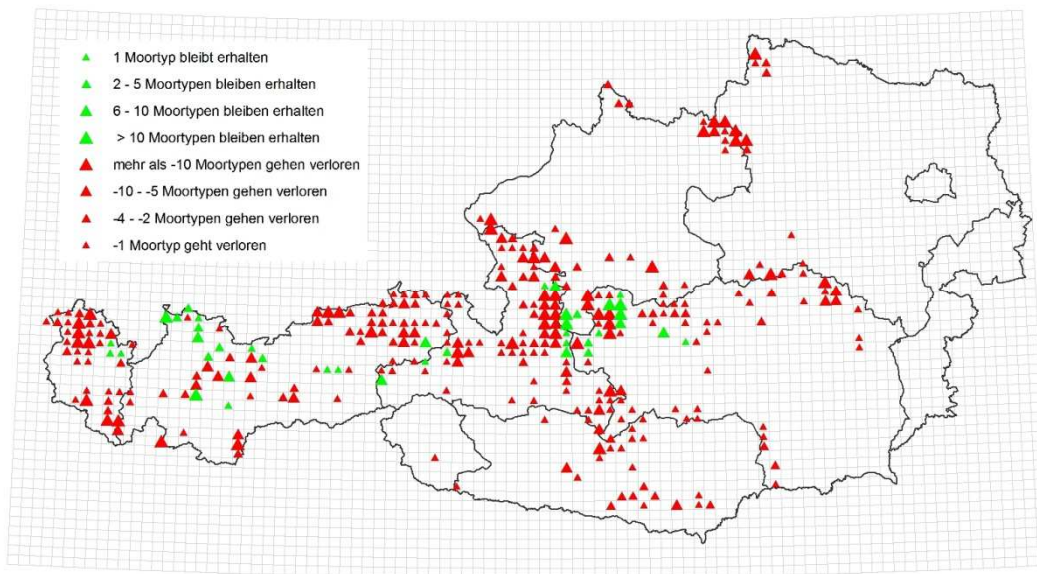 1 Moortyp bleibt erhalten
2 - 5 Moortypen bleiben erhalten
6 - 10 Moortypen bleiben erhalten
> 10 Moortypen bleiben erhalten
mehr als -10 Moortypen gehen verloren
-10 - -5 Moortypen gehen verloren
-4 - -2 Moortypen gehen verloren
-1 Moortyp geht verloren